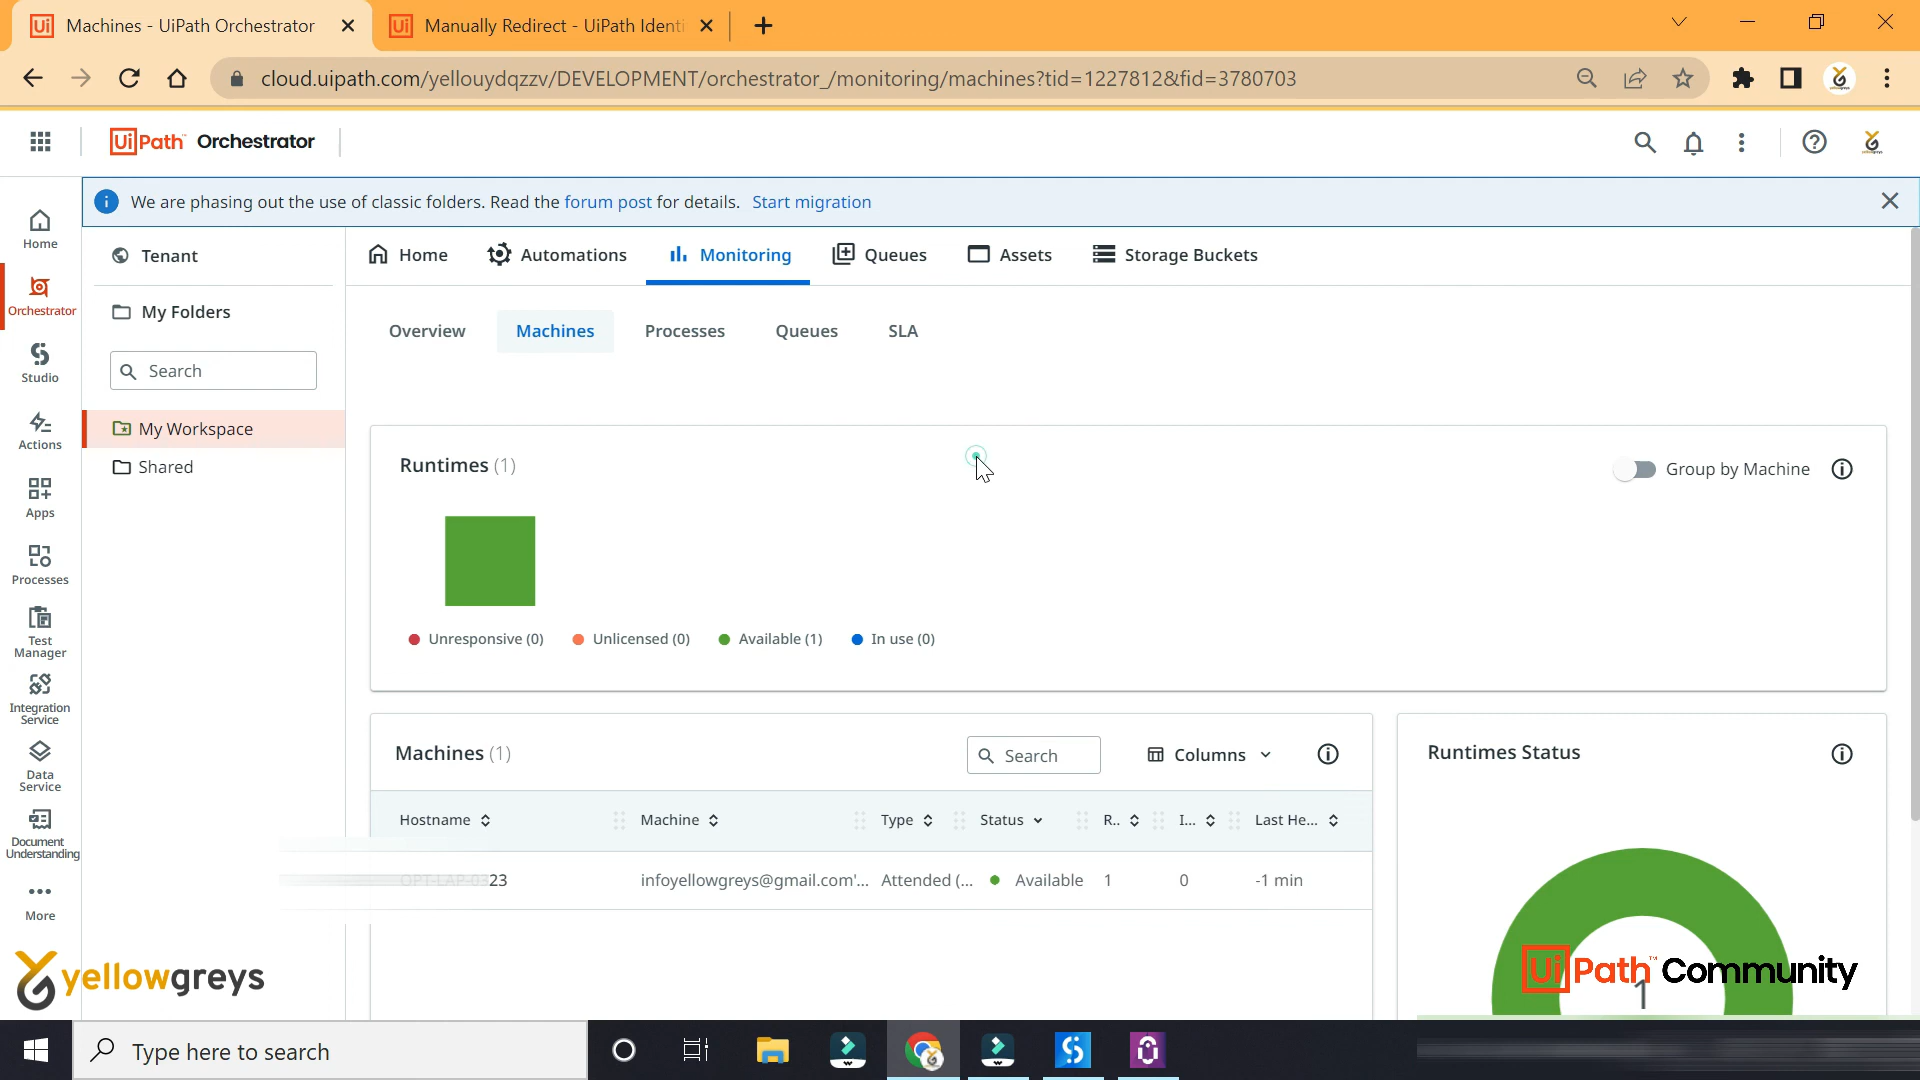 Machines - UiPath Orchestrator
Manually Redirect - UiPath Identi
cloud.uipath.com/yellouydqzzv/DEVELOPMENT/orchestrator_/monitoring/machines?tid=1227812&fid=3780703
UiPath™ Orchestrator
We are phasing out the use of classic folders. Read the forum post for details. Start migration
Home
Orchestrator
Studio
Actions
Apps
Processes
Test
Manager
Integration
Service
Data
Service
Document
Understanding
More
Tenant
My Folders
Search
My Workspace
Shared
Home
Automations
Monitoring
Queues
Assets
Storage Buckets
Overview
Machines
Processes
Queues
SLA
Runtimes (1)
Group by Machine
Unresponsive (0)
Unlicensed (0)
Available (1)
In use (0)
Machines (1)
Search
Columns
Hostname
Machine
Type
Status
R..
I...
Last He...
OPT-LAP-0323
infoyellowgreys@gmail.com'...
Attended (...
Available
1
0
-1 min
Runtimes Status
1
yellowgreys
UiPath™ Community
Type here to search